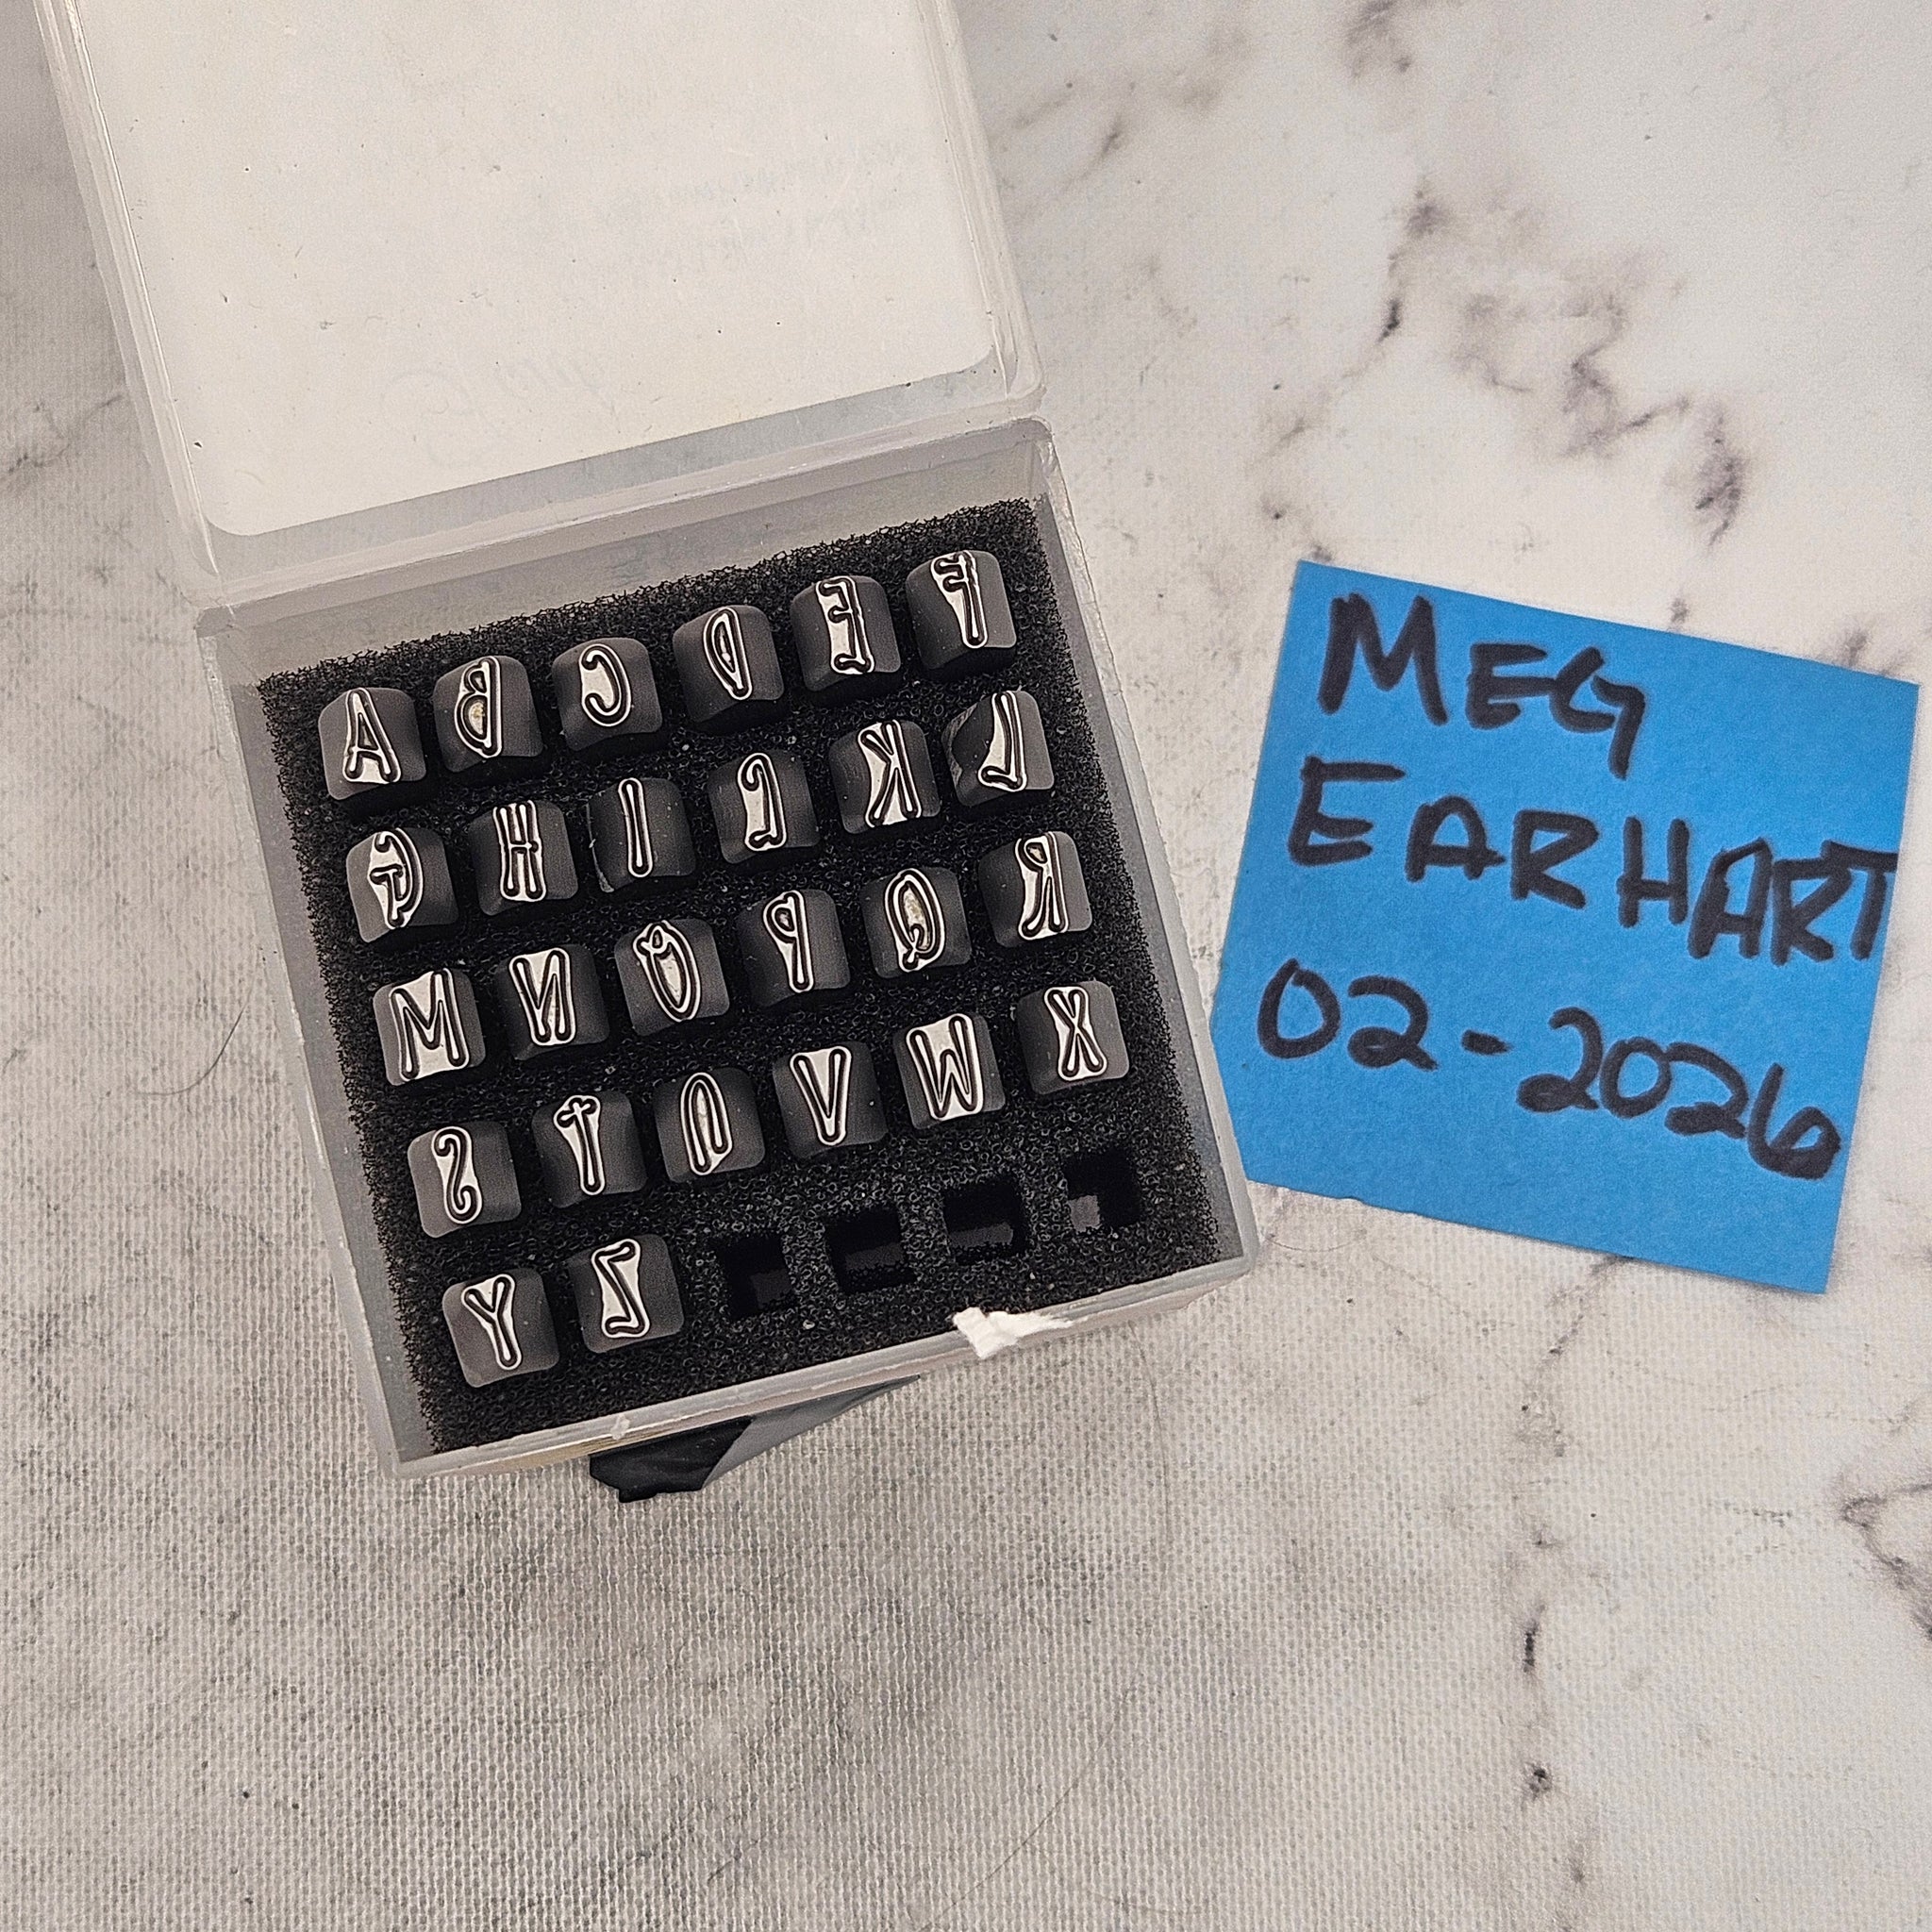 A B C D E F
G H I J K L
M N O P Q R
S T U V W X
Y Z
MEG
EARHART
02-2026